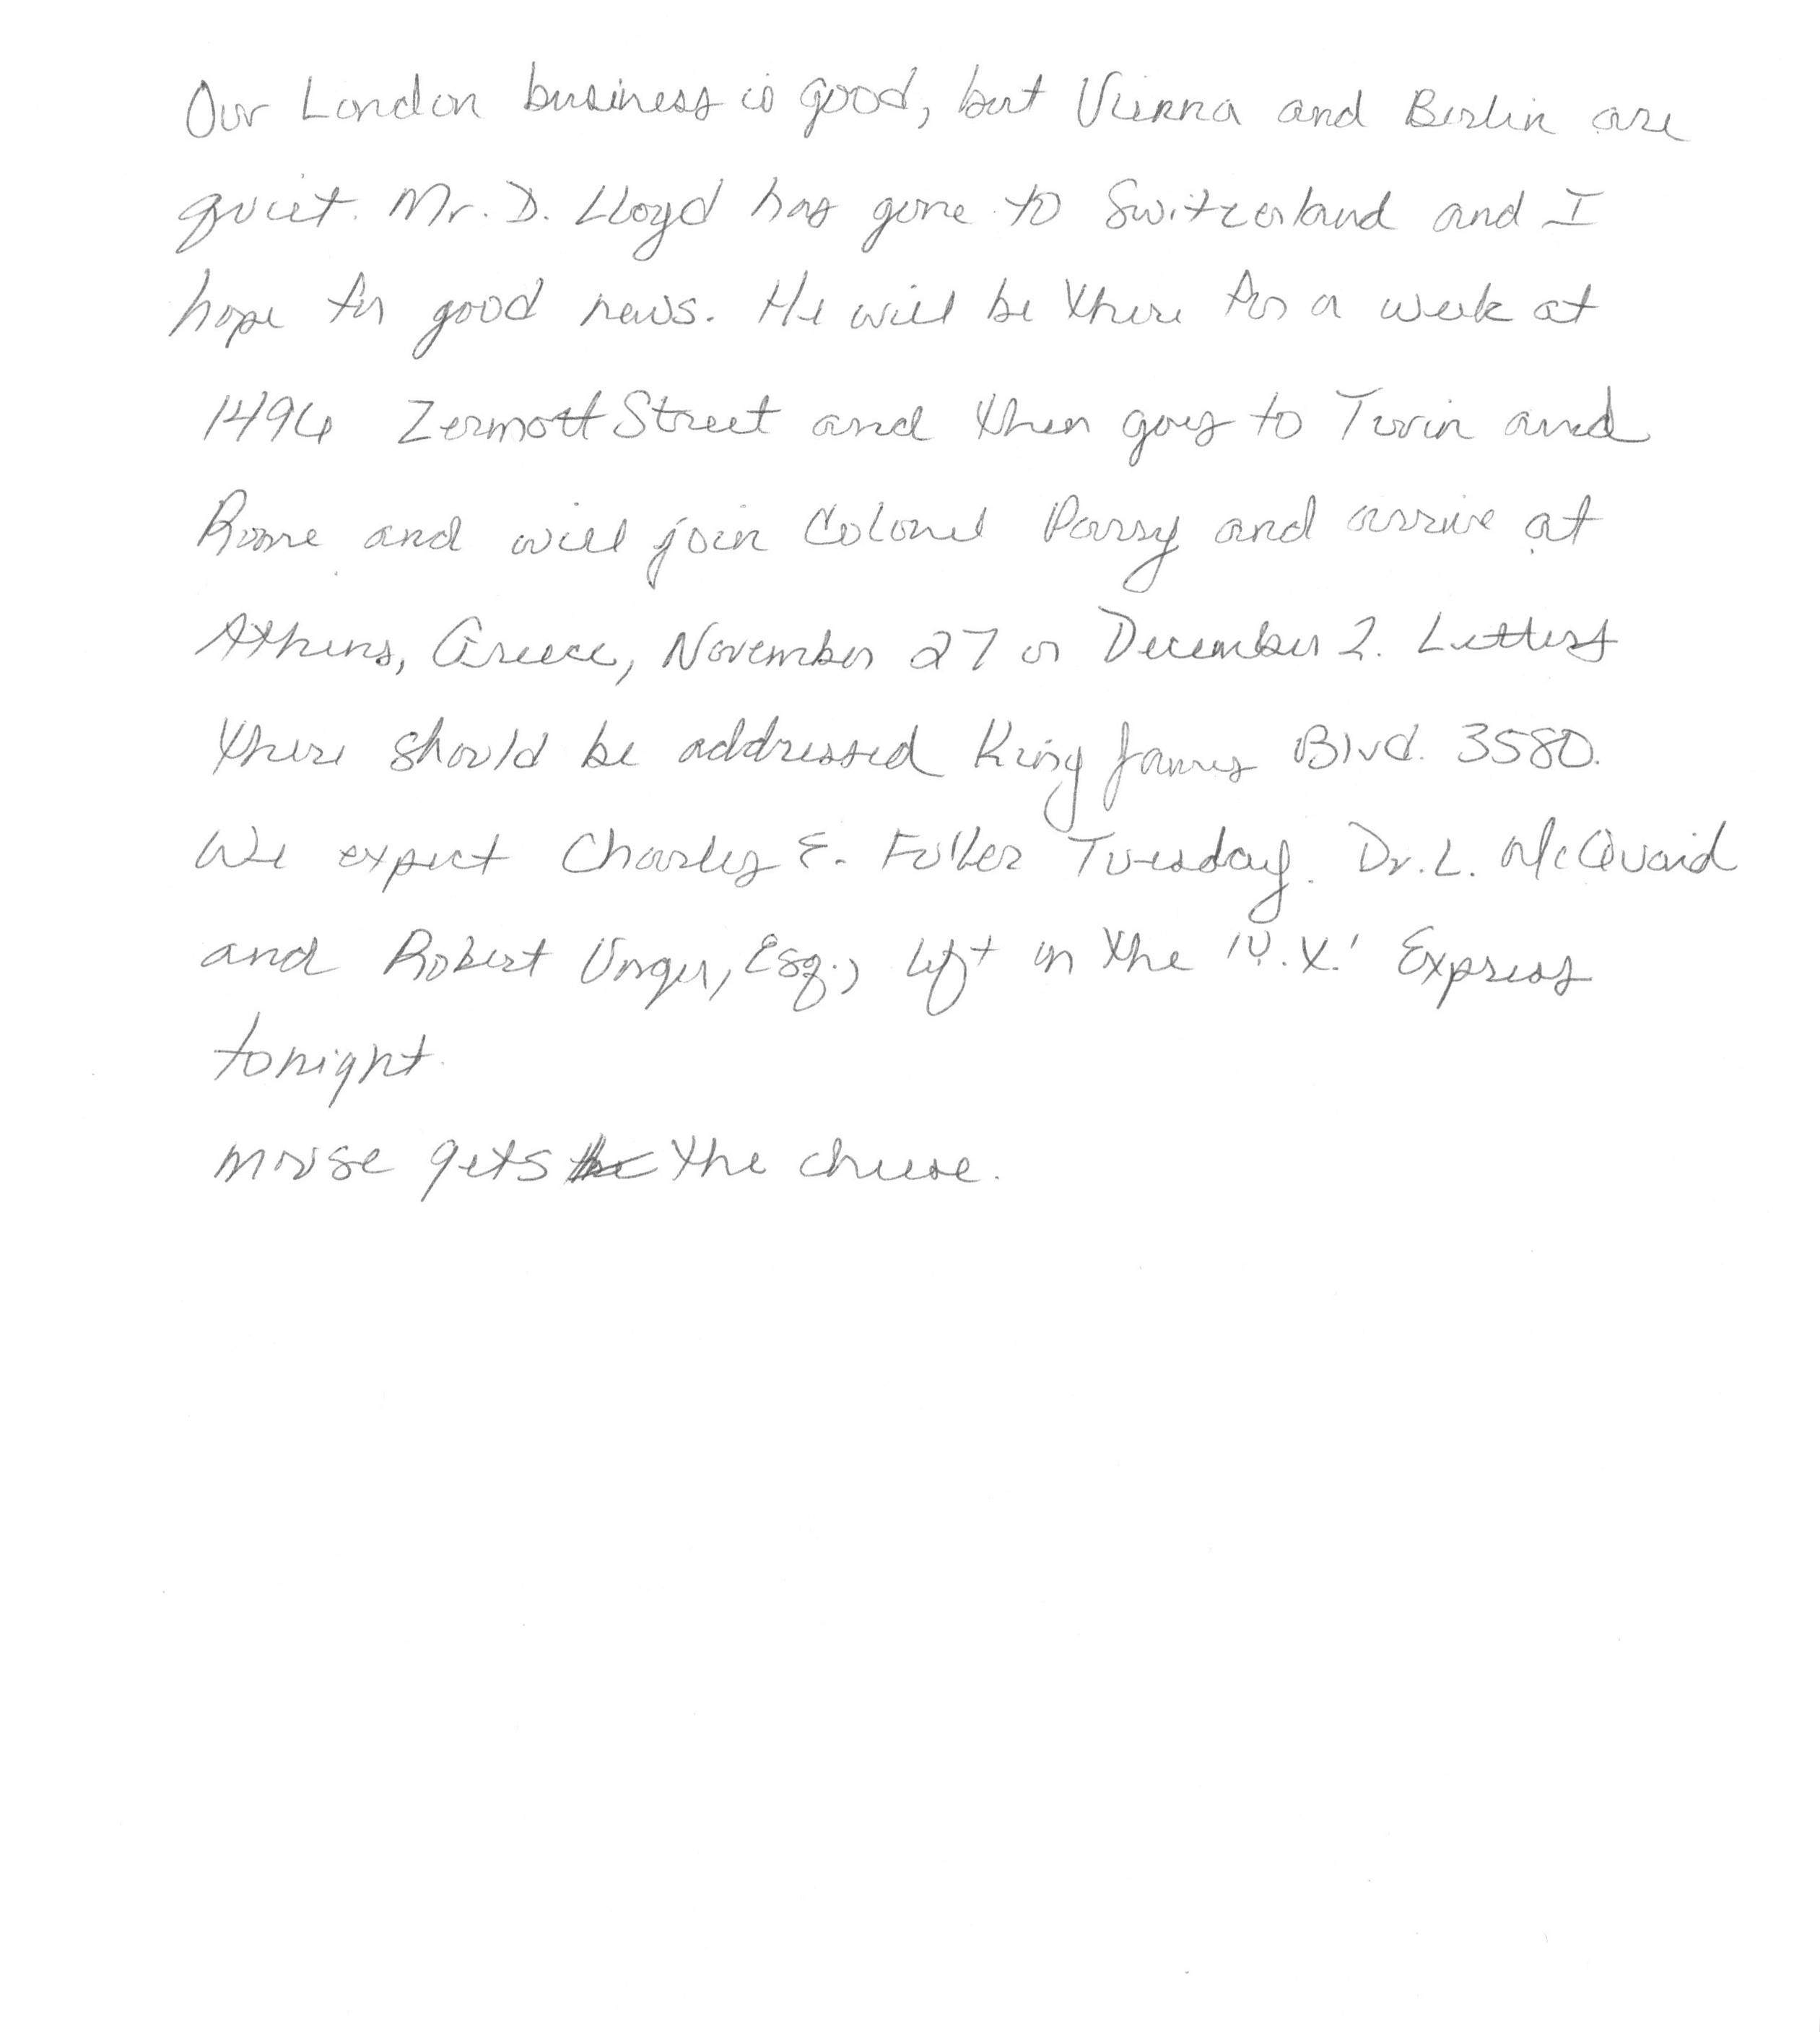 Our London business is good, but Vienna and Berlin are
quiet. Mr. D. Lloyd has gone to Switzerland and I
hope for good news. He will be there for a week at
1496 Zermott Street and then goes to Turin and
Rome and will join Colonel Parry and arrive at
Athens, Greece, November 27 or December 2. Letters
there should be addressed King James Blvd. 3580.
We expect Charles E. Fuller Tuesday. Dr. L. McQuaid
and Robert Unger, Esq., left on the 'V.X.' Express
tonight.
mouse gets the cheese.